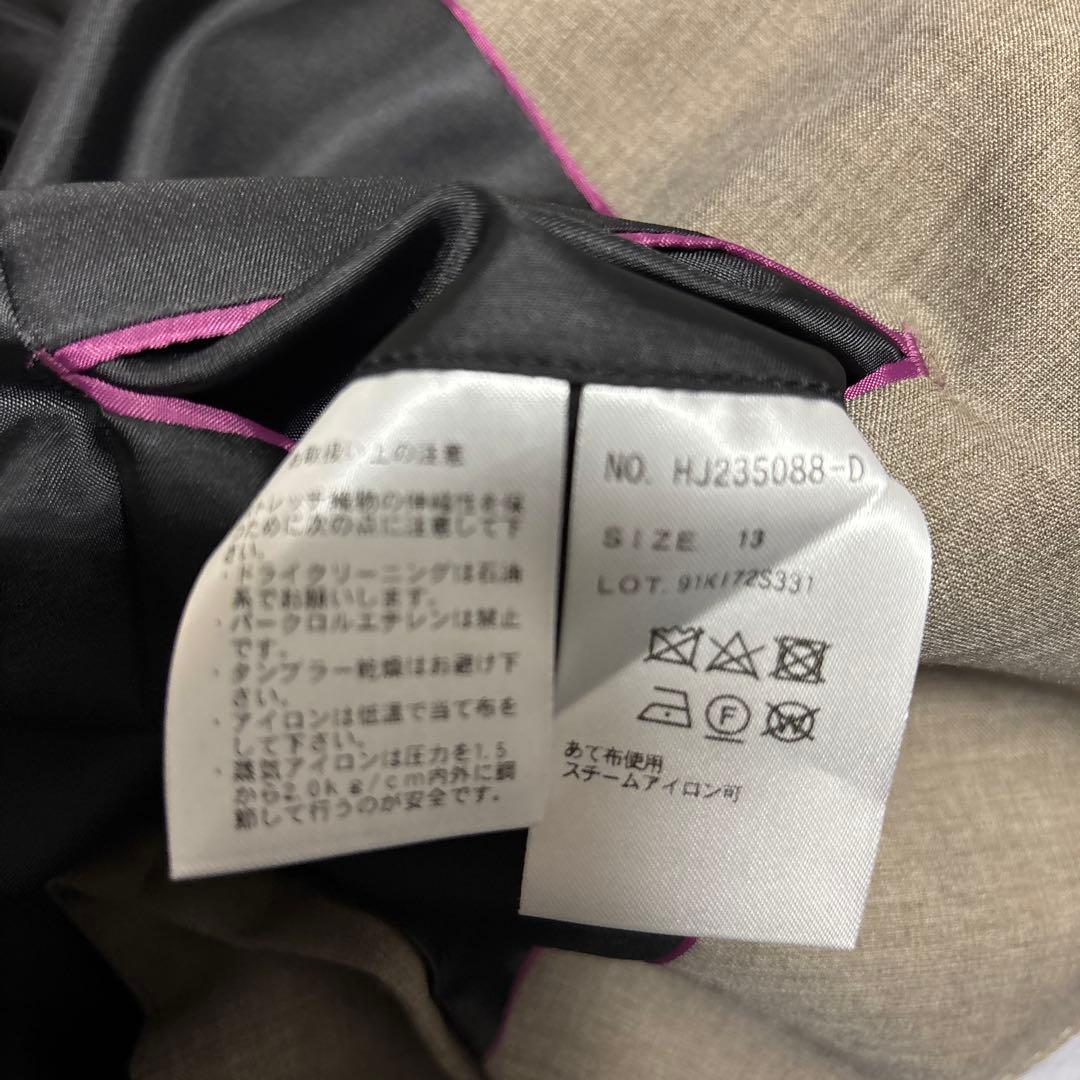 お取扱い上の注意
ストレッチ織物の伸縮性を保
つために次の点に注意して下
さい。
・ドライクリーニングは石油
系でお願いします。
・パークロルエチレンは禁止
です。
・タンブラー乾燥はお避け下
さい。
・アイロンは低温で当て布を
して下さい。
・蒸気アイロンは圧力を1.5
から2.0kg/cm内外に調
節して行うのが安全です。
NO. HJ235088-D
SIZE 13
LOT. 91K172S331
F
W
あて布使用
スチームアイロン可